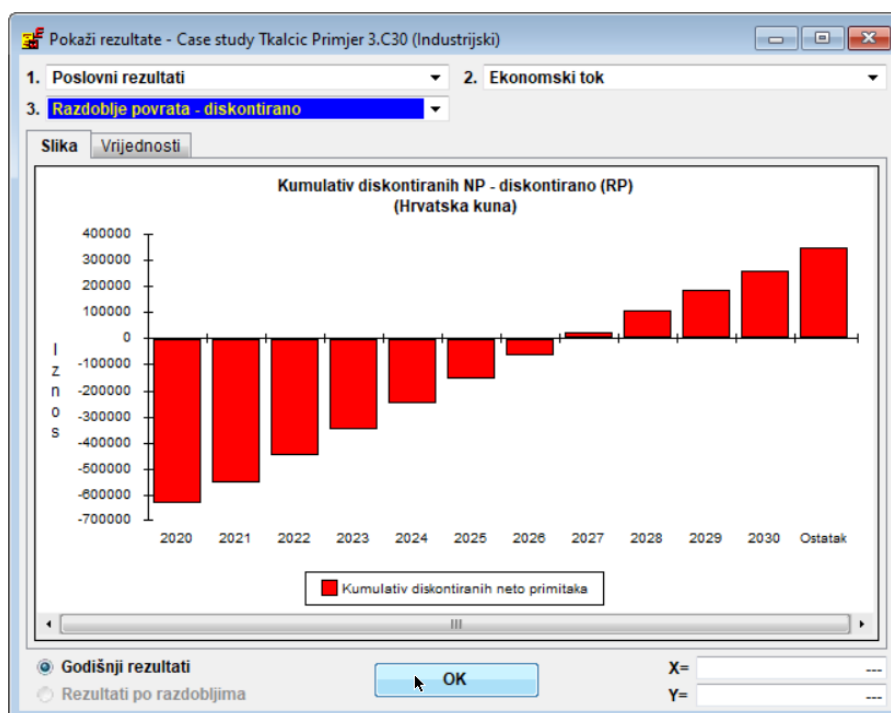 Pokaži rezultate - Case study Tkalcic Primjer 3.C30 (Industrijski)
1. Poslovni rezultati
2. Ekonomski tok
3. Razdoblje povrata - diskontirano
Slika
Vrijednosti
Kumulativ diskontiranih NP - diskontirano (RP)
(Hrvatska kuna)
400000
300000
200000
100000
0
-100000
-200000
-300000
-400000
-500000
-600000
-700000
Iznos
2020 2021 2022 2023 2024 2025 2026 2027 2028 2029 2030 Ostatak
Kumulativ diskontiranih neto primitaka
Godišnji rezultati
Rezultati po razdobljima
OK
X= ---
Y= ---